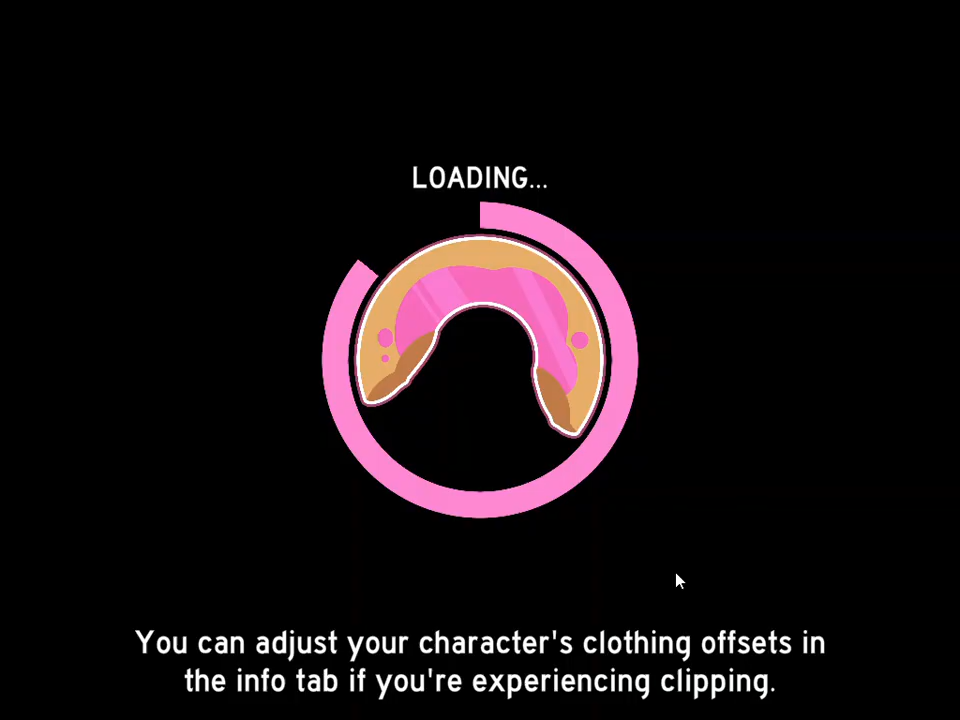 LOADING...
You can adjust your character's clothing offsets in
the info tab if you're experiencing clipping.